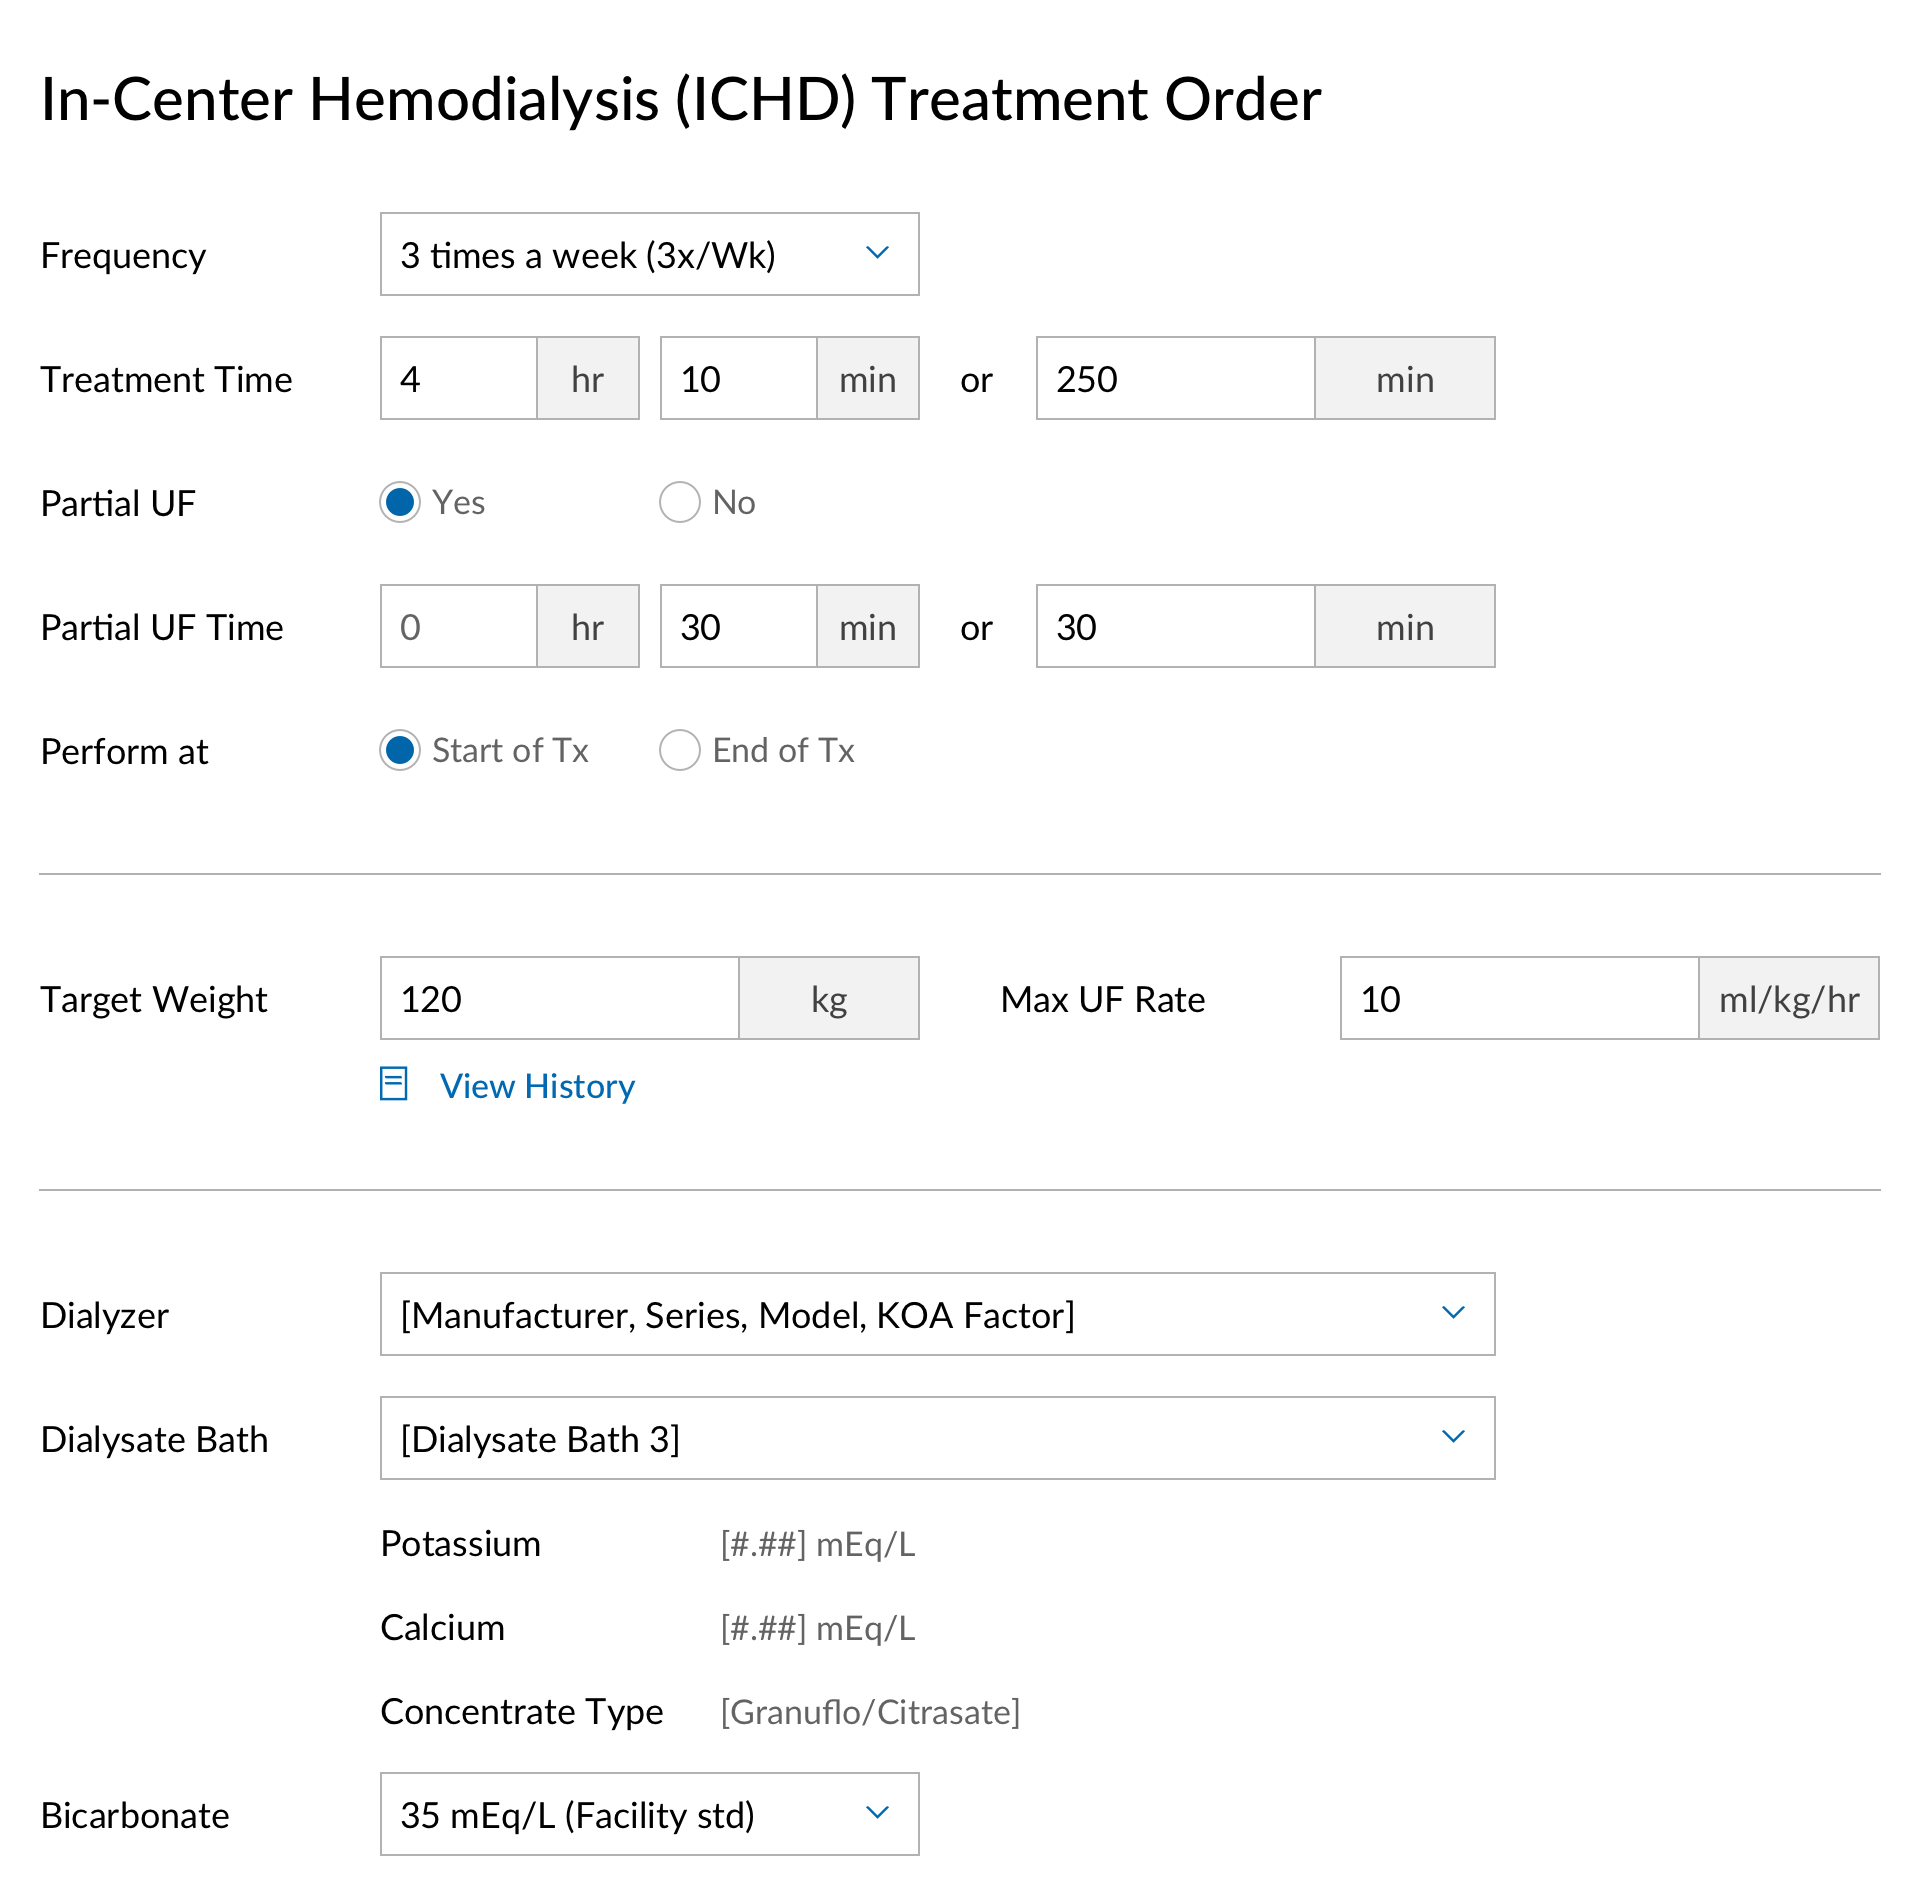 In-Center Hemodialysis (ICHD) Treatment Order
Frequency 3 times a week (3x/Wk)
Treatment Time 4 hr 10 min or 250 min
Partial UF Yes No
Partial UF Time 0 hr 30 min or 30 min
Perform at Start of Tx End of Tx
Target Weight 120 kg Max UF Rate 10 ml/kg/hr
View History
Dialyzer [Manufacturer, Series, Model, KOA Factor]
Dialysate Bath [Dialysate Bath 3]
Potassium [#.##] mEq/L
Calcium [#.##] mEq/L
Concentrate Type [Granuflo/Citrasate]
Bicarbonate 35 mEq/L (Facility std)